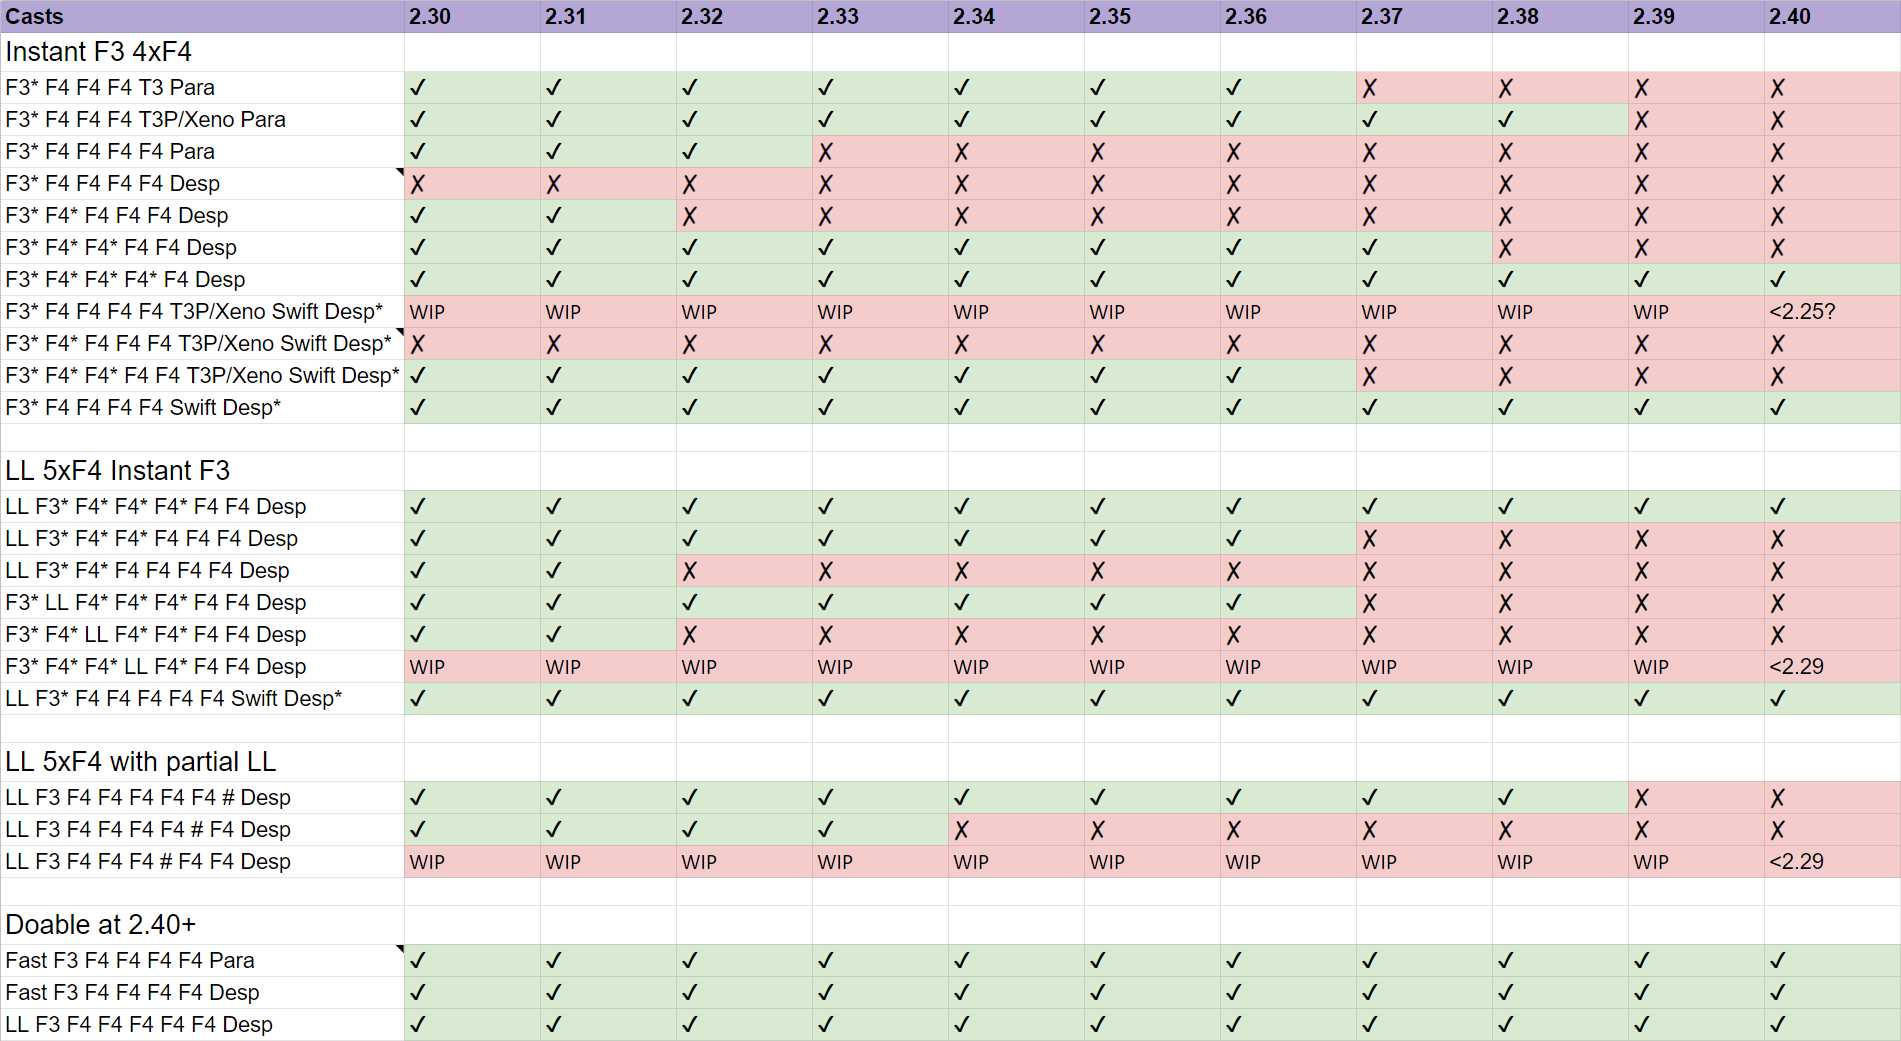 Casts 2.30 2.31 2.32 2.33 2.34 2.35 2.36 2.37 2.38 2.39 2.40
Instant F3 4xF4
F3* F4 F4 F4 T3 Para ✓ ✓ ✓ ✓ ✓ ✓ ✓ ✗ ✗ ✗ ✗
F3* F4 F4 F4 T3P/Xeno Para ✓ ✓ ✓ ✓ ✓ ✓ ✓ ✓ ✓ ✗ ✗
F3* F4 F4 F4 F4 Para ✓ ✓ ✓ ✗ ✗ ✗ ✗ ✗ ✗ ✗ ✗
F3* F4 F4 F4 F4 Desp ✗ ✗ ✗ ✗ ✗ ✗ ✗ ✗ ✗ ✗ ✗
F3* F4* F4 F4 F4 Desp ✓ ✓ ✗ ✗ ✗ ✗ ✗ ✗ ✗ ✗ ✗
F3* F4* F4* F4 F4 Desp ✓ ✓ ✓ ✓ ✓ ✓ ✓ ✓ ✗ ✗ ✗
F3* F4* F4* F4* F4 Desp ✓ ✓ ✓ ✓ ✓ ✓ ✓ ✓ ✓ ✓ ✓
F3* F4 F4 F4 F4 T3P/Xeno Swift Desp* WIP WIP WIP WIP WIP WIP WIP WIP WIP WIP <2.25?
F3* F4* F4 F4 F4 T3P/Xeno Swift Desp* ✗ ✗ ✗ ✗ ✗ ✗ ✗ ✗ ✗ ✗ ✗
F3* F4* F4* F4 F4 T3P/Xeno Swift Desp* ✓ ✓ ✓ ✓ ✓ ✓ ✓ ✗ ✗ ✗ ✗
F3* F4 F4 F4 F4 Swift Desp* ✓ ✓ ✓ ✓ ✓ ✓ ✓ ✓ ✓ ✓ ✓
LL 5xF4 Instant F3
LL F3* F4* F4* F4* F4 F4 Desp ✓ ✓ ✓ ✓ ✓ ✓ ✓ ✓ ✓ ✓ ✓
LL F3* F4* F4* F4 F4 F4 Desp ✓ ✓ ✓ ✓ ✓ ✓ ✓ ✗ ✗ ✗ ✗
LL F3* F4* F4 F4 F4 F4 Desp ✓ ✓ ✗ ✗ ✗ ✗ ✗ ✗ ✗ ✗ ✗
F3* LL F4* F4* F4* F4 F4 Desp ✓ ✓ ✓ ✓ ✓ ✓ ✓ ✗ ✗ ✗ ✗
F3* F4* LL F4* F4* F4 F4 Desp ✓ ✓ ✗ ✗ ✗ ✗ ✗ ✗ ✗ ✗ ✗
F3* F4* F4* LL F4* F4 F4 Desp WIP WIP WIP WIP WIP WIP WIP WIP WIP WIP <2.29
LL F3* F4 F4 F4 F4 F4 Swift Desp* ✓ ✓ ✓ ✓ ✓ ✓ ✓ ✓ ✓ ✓ ✓
LL 5xF4 with partial LL
LL F3 F4 F4 F4 F4 F4 # Desp ✓ ✓ ✓ ✓ ✓ ✓ ✓ ✓ ✓ ✗ ✗
LL F3 F4 F4 F4 F4 # F4 Desp ✓ ✓ ✓ ✓ ✗ ✗ ✗ ✗ ✗ ✗ ✗
LL F3 F4 F4 F4 # F4 F4 Desp WIP WIP WIP WIP WIP WIP WIP WIP WIP WIP <2.29
Doable at 2.40+
Fast F3 F4 F4 F4 F4 Para ✓ ✓ ✓ ✓ ✓ ✓ ✓ ✓ ✓ ✓ ✓
Fast F3 F4 F4 F4 F4 Desp ✓ ✓ ✓ ✓ ✓ ✓ ✓ ✓ ✓ ✓ ✓
LL F3 F4 F4 F4 F4 F4 Desp ✓ ✓ ✓ ✓ ✓ ✓ ✓ ✓ ✓ ✓ ✓